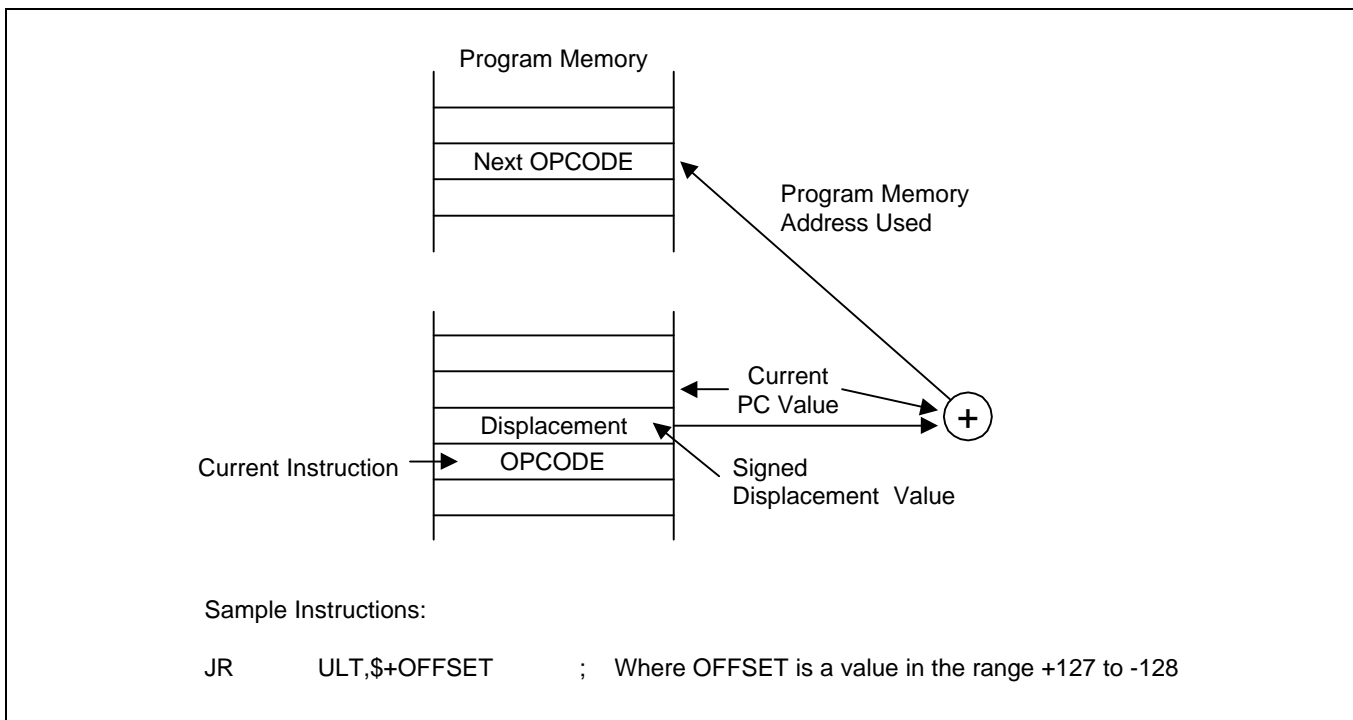 Program Memory
Next OPCODE
Program Memory
Address Used
Current
PC Value
+
Displacement
Current Instruction
OPCODE
Signed
Displacement Value
Sample Instructions:
JR ULT,$+OFFSET ; Where OFFSET is a value in the range +127 to -128